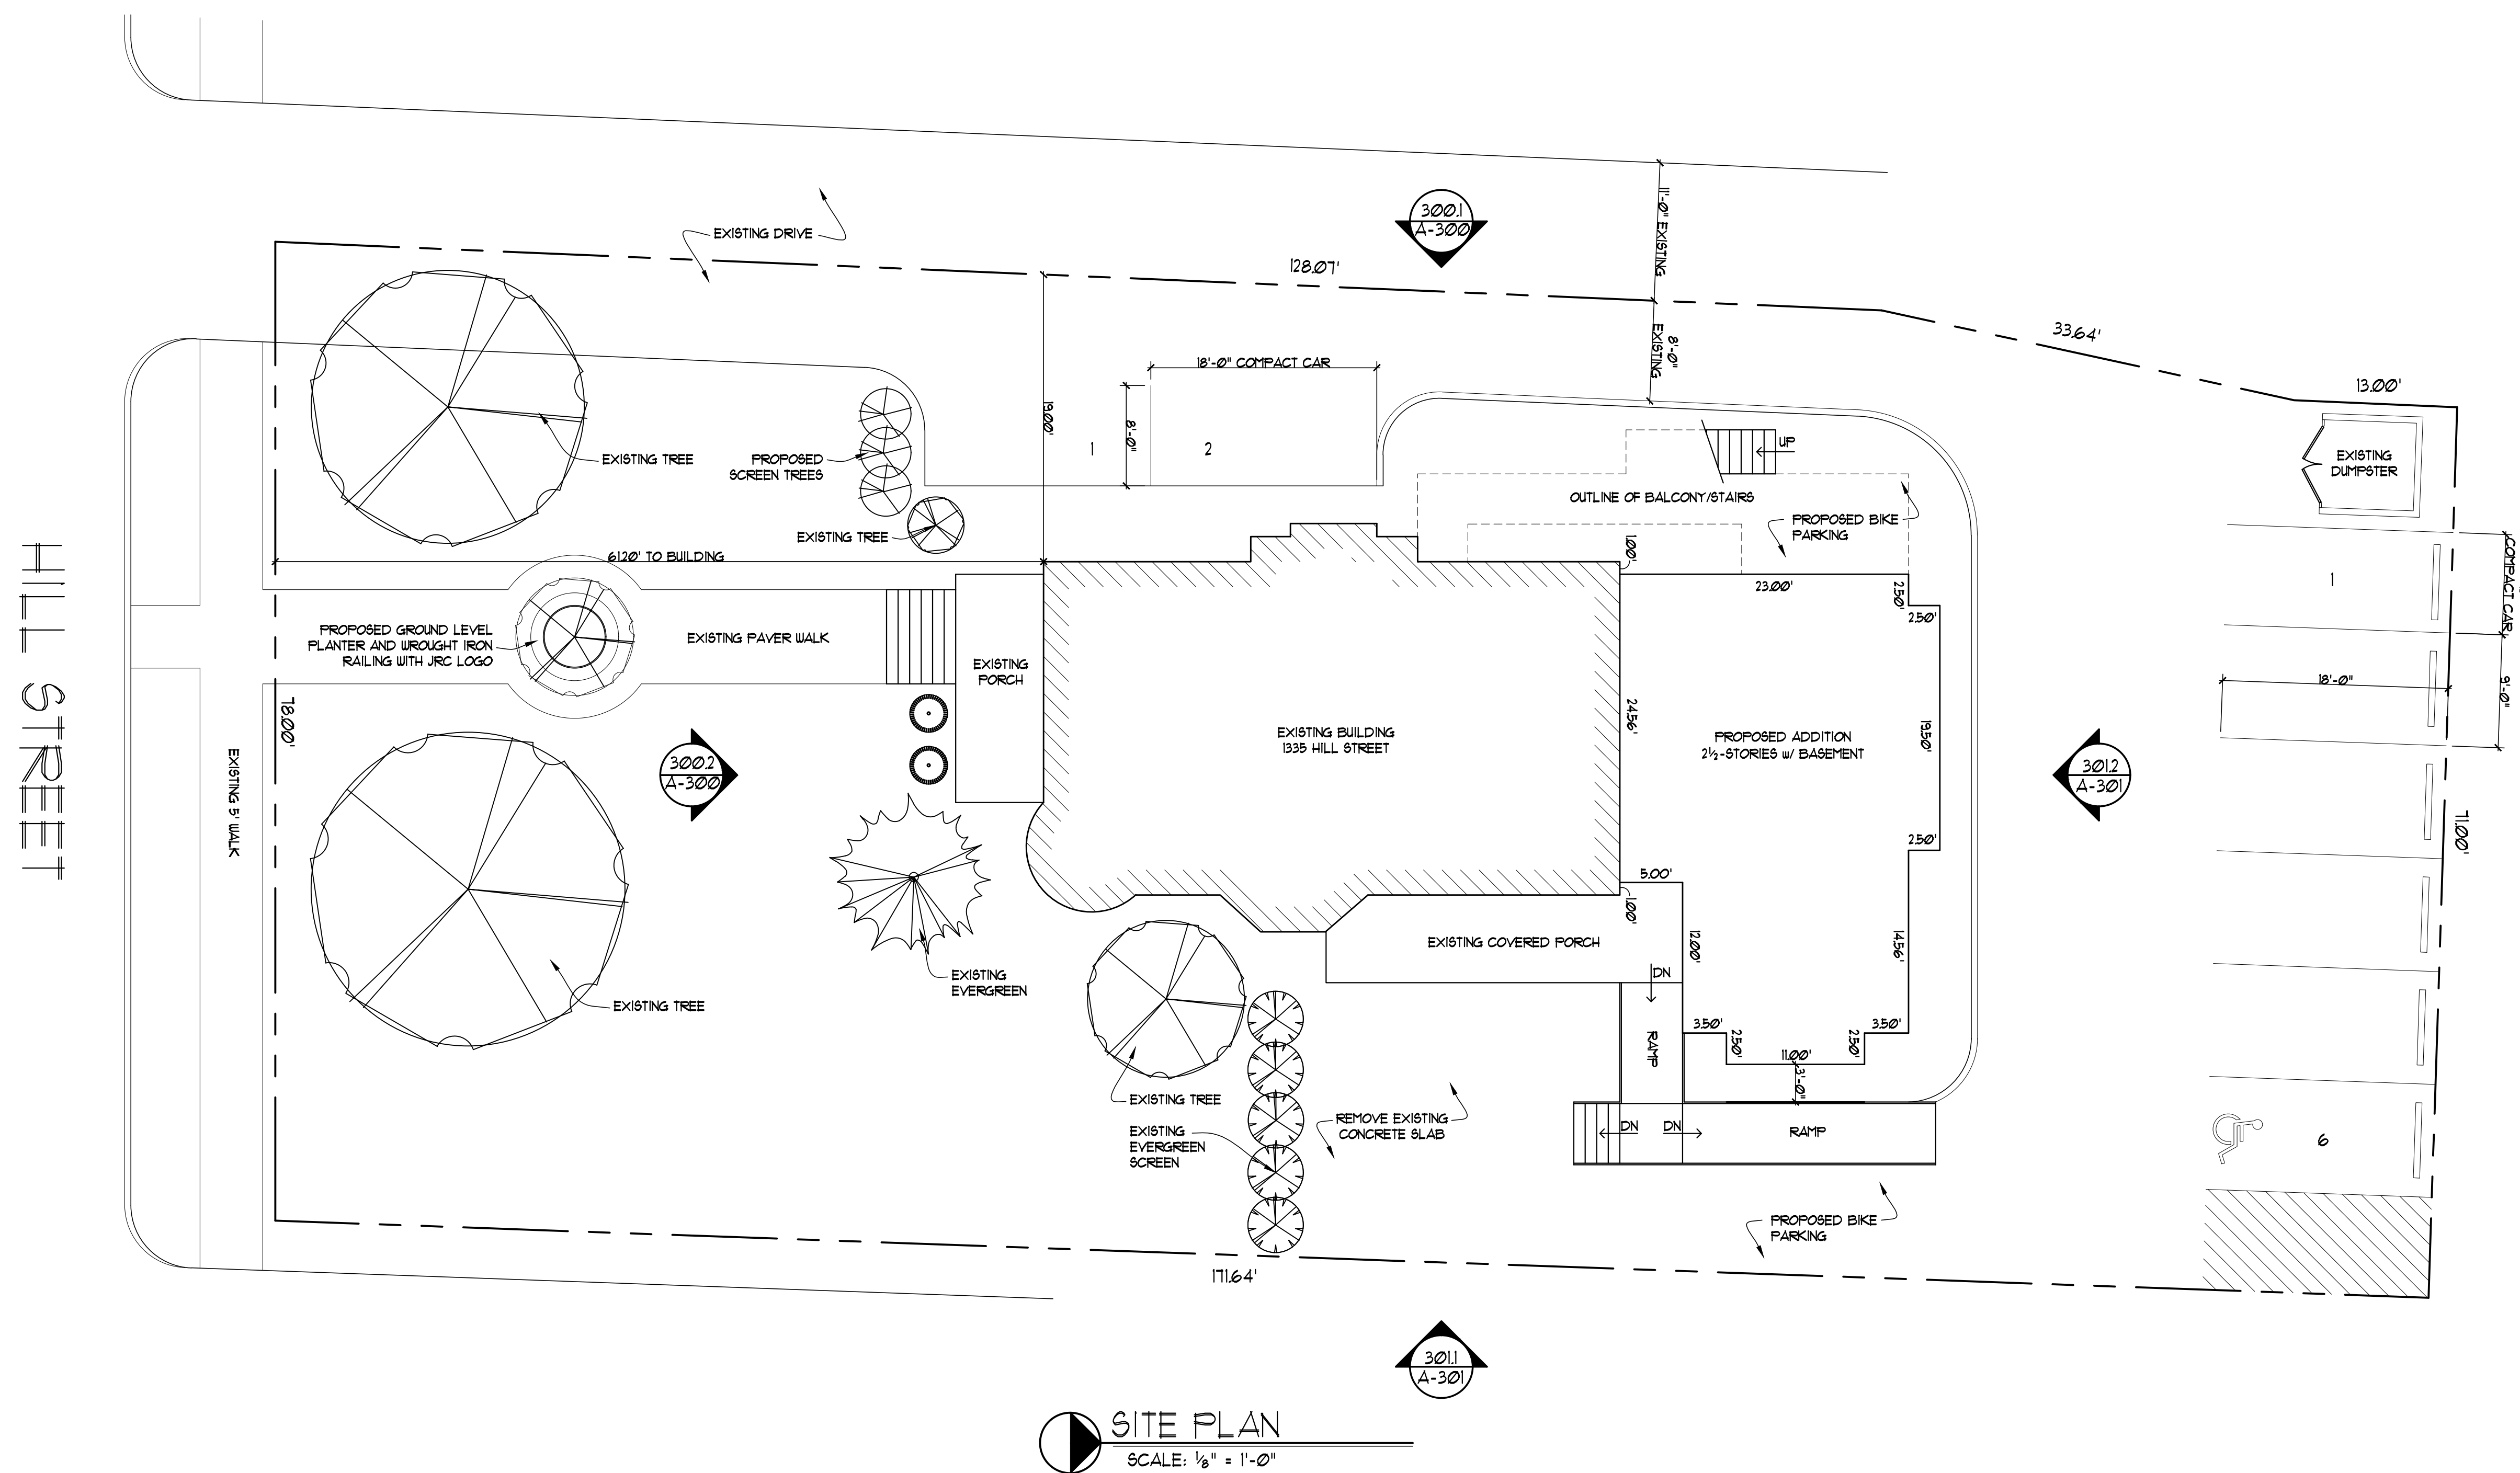 11'-0" EXISTING
300.1
A-300
EXISTING DRIVE
128.07'
33.64'
13.00'
8'-0"
EXISTING
18'-0" COMPACT CAR
19.00'
8'-0"
1
2
UP
EXISTING
DUMPSTER
EXISTING TREE
PROPOSED
SCREEN TREES
OUTLINE OF BALCONY/STAIRS
PROPOSED BIKE
PARKING
EXISTING TREE
61.20' TO BUILDING
1.00'
23.00'
2.50'
2.50'
1
COMPACT CAR
HILL STREET
PROPOSED GROUND LEVEL
PLANTER AND WROUGHT IRON
RAILING WITH JRC LOGO
EXISTING PAVER WALK
EXISTING
PORCH
78.00'
18'-0"
9'-0"
24.56'
19.50'
EXISTING BUILDING
1335 HILL STREET
PROPOSED ADDITION
2½-STORIES W/ BASEMENT
300.2
A-300
301.2
A-301
EXISTING 5' WALK
71.00'
2.50'
5.00'
1.00'
EXISTING COVERED PORCH
12.00'
14.56'
DN
EXISTING
EVERGREEN
EXISTING TREE
RAMP
3.50'
2.50'
2.50'
3.50'
11.00'
3'-0"
EXISTING TREE
REMOVE EXISTING
CONCRETE SLAB
EXISTING
EVERGREEN
SCREEN
DN
DN
RAMP
6
PROPOSED BIKE
PARKING
171.64'
301.1
A-301
SITE PLAN
SCALE: ⅛" = 1'-0"